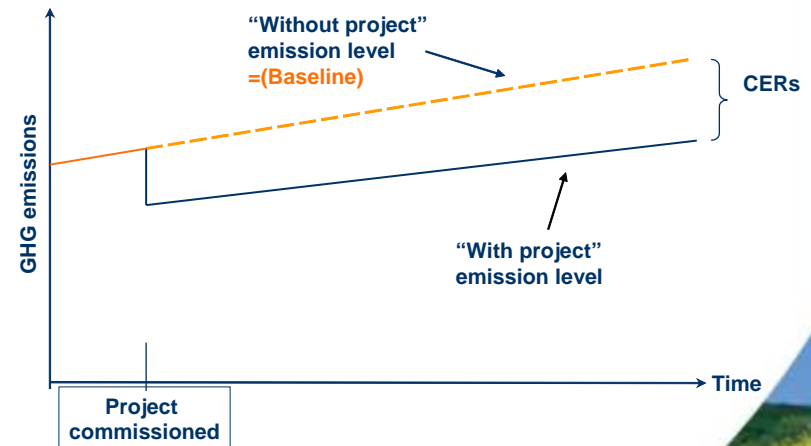 “Without project”
emission level
=(Baseline)
CERs
GHG emissions
“With project”
emission level
Time
Project
commissioned